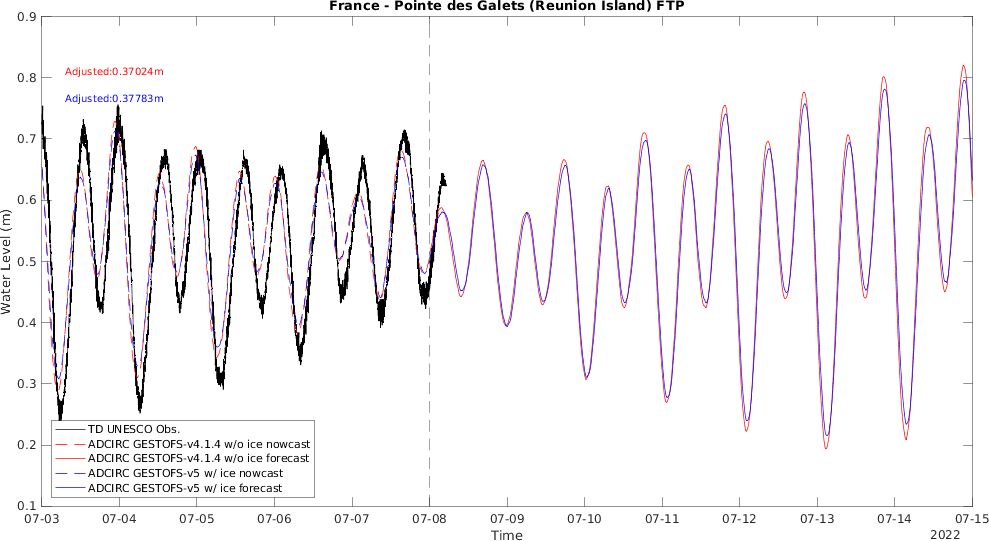 France - Pointe des Galets (Reunion Island) FTP
0.9
0.8
0.7
0.6
0.5
0.4
0.3
0.2
0.1
Water Level (m)
Adjusted:0.37024m
Adjusted:0.37783m
TD UNESCO Obs.
ADCIRC GESTOFS-v4.1.4 w/o ice nowcast
ADCIRC GESTOFS-v4.1.4 w/o ice forecast
ADCIRC GESTOFS-v5 w/ ice nowcast
ADCIRC GESTOFS-v5 w/ ice forecast
07-03 07-04 07-05 07-06 07-07 07-08 07-09 07-10 07-11 07-12 07-13 07-14 07-15
Time
2022